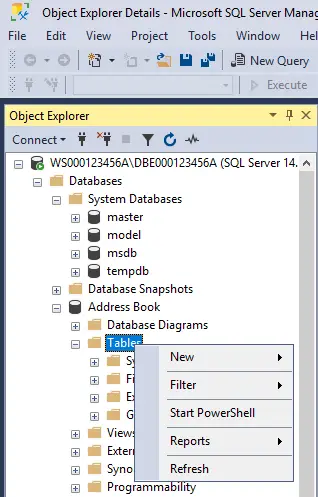 Object Explorer Details - Microsoft SQL Server Mana
File Edit View Project Tools Window Help
New Query
Execute
Object Explorer
Connect
WS000123456A\DBE000123456A (SQL Server 14.
Databases
System Databases
master
model
msdb
tempdb
Database Snapshots
Address Book
Database Diagrams
Tables
New
Sy
Fi
Filter
Ex
Start PowerShell
G
Views
Reports
Extern
Syno
Refresh
Programmability